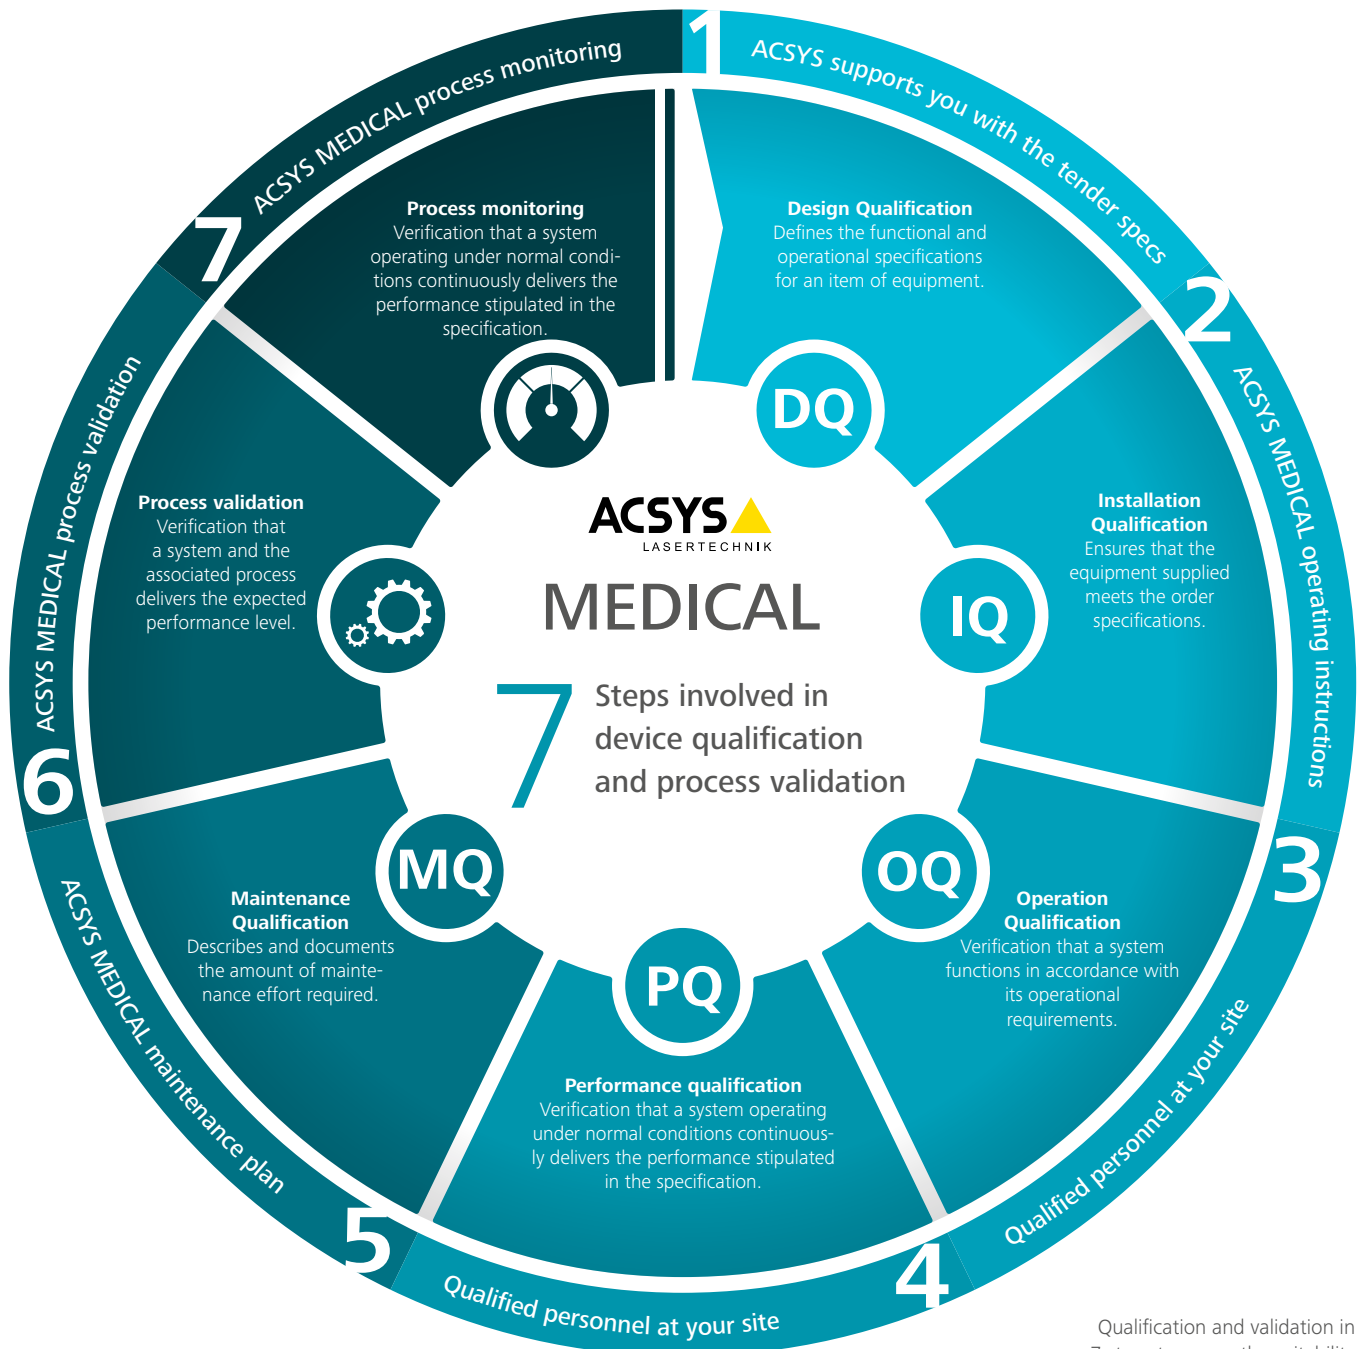 ACSYS
LASERTECHNIK
MEDICAL
7
Steps involved in
device qualification
and process validation
1
ACSYS supports you with the tender specs
Design Qualification
Defines the functional and
operational specifications
for an item of equipment.
DQ
2
ACSYS MEDICAL operating instructions
Installation
Qualification
Ensures that the
equipment supplied
meets the order
specifications.
IQ
3
Qualified personnel at your site
Operation
Qualification
Verification that a system
functions in accordance with
its operational
requirements.
OQ
4
Qualified personnel at your site
Performance qualification
Verification that a system operating
under normal conditions continuous-
ly delivers the performance stipulated
in the specification.
PQ
5
ACSYS MEDICAL maintenance plan
Maintenance
Qualification
Describes and documents
the amount of mainte-
nance effort required.
MQ
6
ACSYS MEDICAL process validation
Process validation
Verification that
a system and the
associated process
delivers the expected
performance level.
7
ACSYS MEDICAL process monitoring
Process monitoring
Verification that a system
operating under normal condi-
tions continuously delivers the
performance stipulated in the
specification.
Qualification and validation in